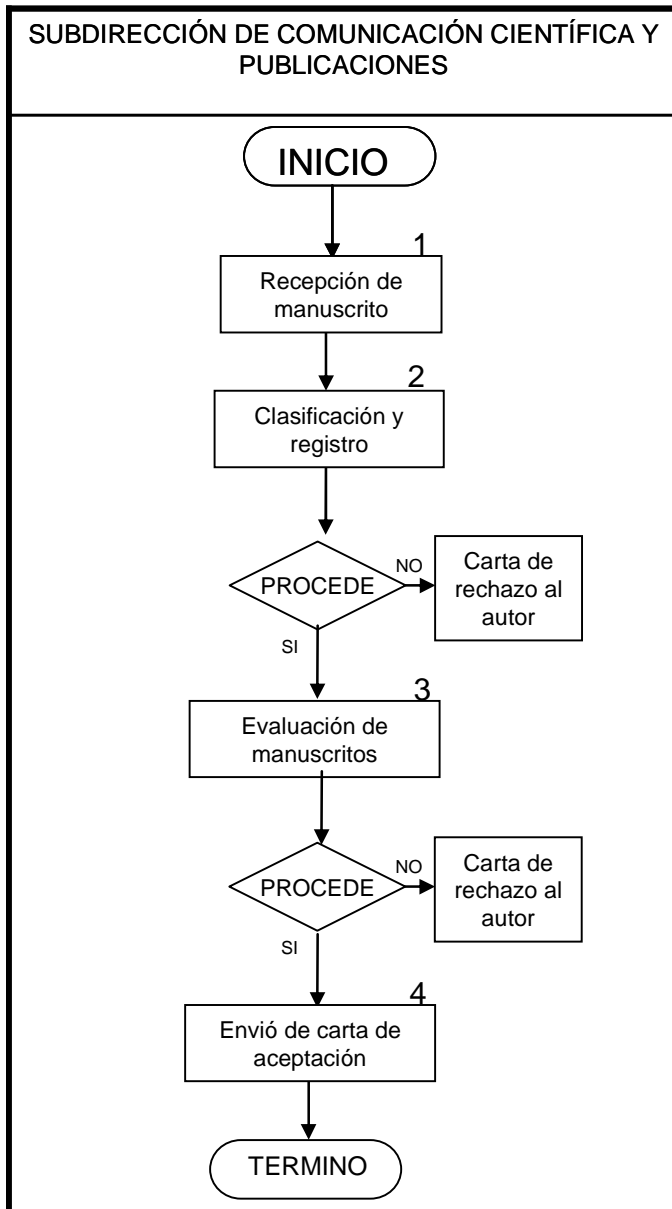 SUBDIRECCIÓN DE COMUNICACIÓN CIENTÍFICA Y
PUBLICACIONES
INICIO
1
Recepción de
manuscrito
2
Clasificación y
registro
PROCEDE
NO
Carta de
rechazo al
autor
SI
3
Evaluación de
manuscritos
PROCEDE
NO
Carta de
rechazo al
autor
SI
4
Envió de carta de
aceptación
TERMINO